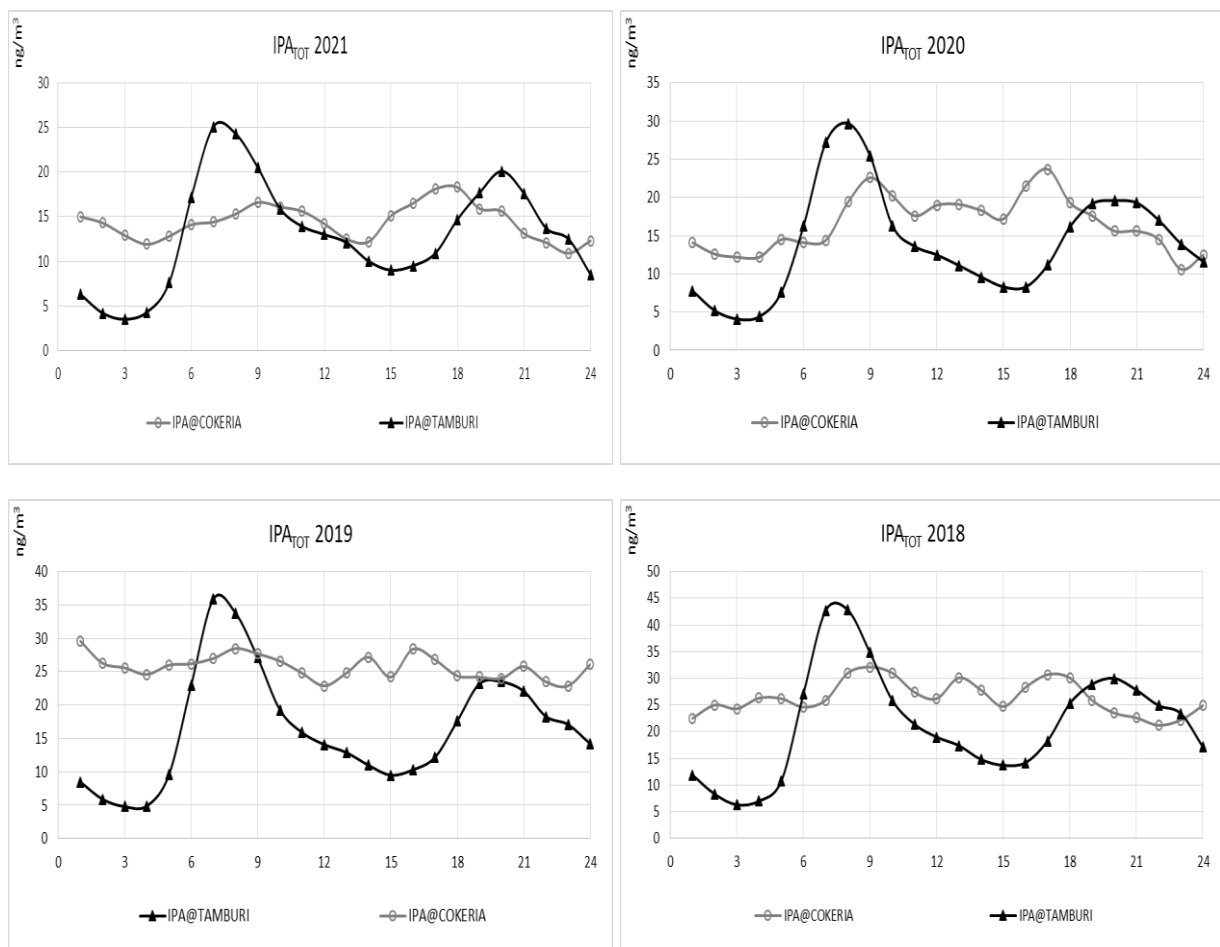 ng/m³
IPA_TOT 2021
30
25
20
15
10
5
0
0 3 6 9 12 15 18 21 24
IPA@COKERIA IPA@TAMBURI
ng/m³
IPA_TOT 2020
35
30
25
20
15
10
5
0
0 3 6 9 12 15 18 21 24
IPA@COKERIA IPA@TAMBURI
ng/m³
IPA_TOT 2019
40
35
30
25
20
15
10
5
0
0 3 6 9 12 15 18 21 24
IPA@TAMBURI IPA@COKERIA
ng/m³
IPA_TOT 2018
50
45
40
35
30
25
20
15
10
5
0
0 3 6 9 12 15 18 21 24
IPA@COKERIA IPA@TAMBURI